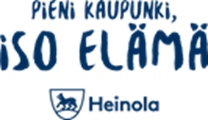 PIENI KAUPUNKI,
ISO ELÄMÄ
Heinola